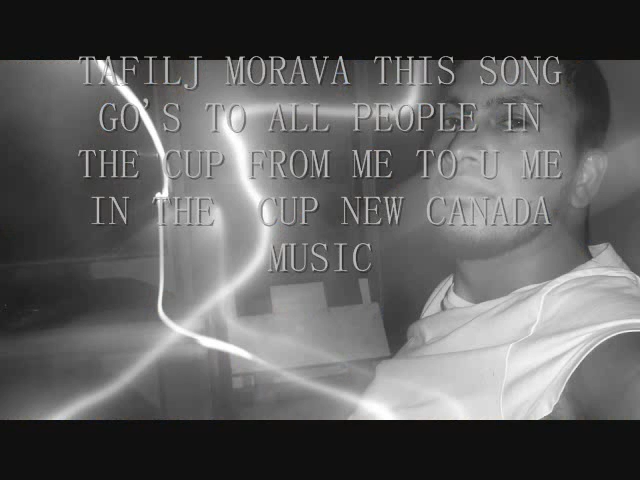 TAFILJ MORAVA THIS SONG
GO'S TO ALL PEOPLE IN
THE CUP FROM ME TO U ME
IN THE CUP NEW CANADA
MUSIC